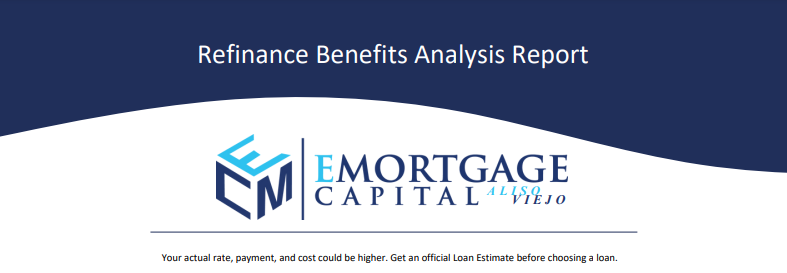 Refinance Benefits Analysis Report
ECM
EMORTGAGE
CAPITAL ALISO
VIEJO
Your actual rate, payment, and cost could be higher. Get an official Loan Estimate before choosing a loan.